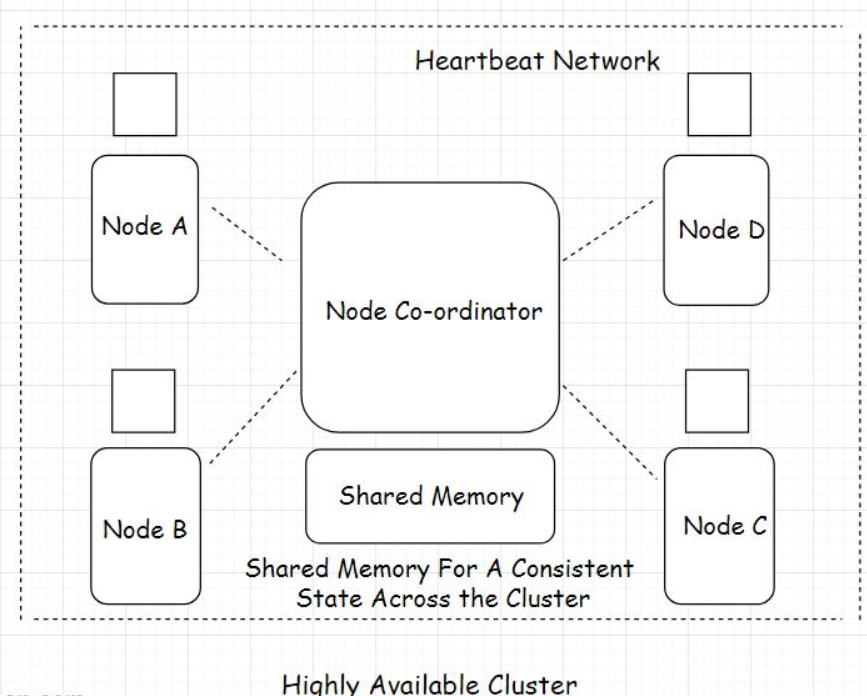 Heartbeat Network
Node A
Node D
Node Co-ordinator
Shared Memory
Node B
Node C
Shared Memory For A Consistent
State Across the Cluster
Highly Available Cluster